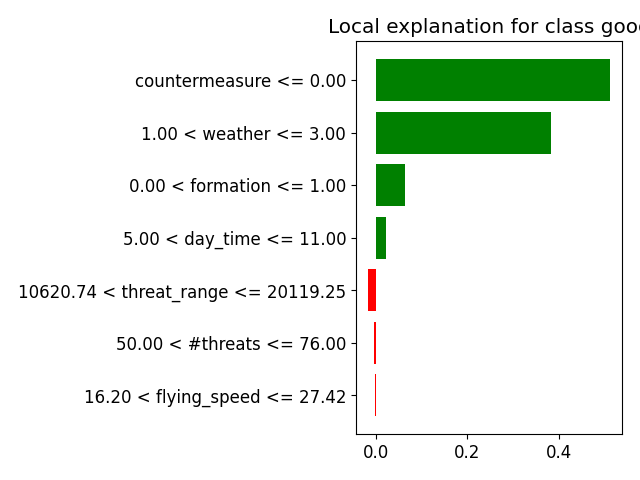 Local explanation for class good
countermeasure <= 0.00
1.00 < weather <= 3.00
0.00 < formation <= 1.00
5.00 < day_time <= 11.00
10620.74 < threat_range <= 20119.25
50.00 < #threats <= 76.00
16.20 < flying_speed <= 27.42
0.0 0.2 0.4